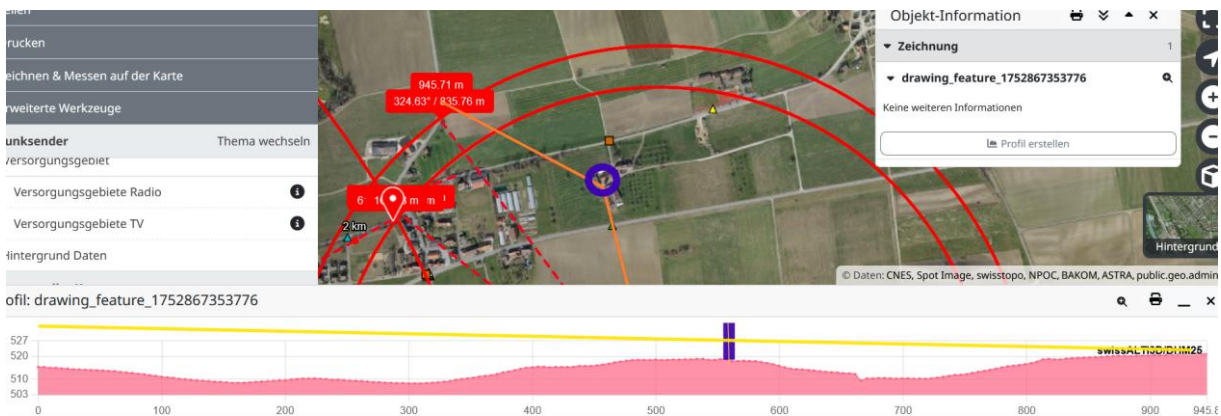 rucken
eichnen & Messen auf der Karte
rweiterte Werkzeuge
unksender
Thema wechseln
ersorgungsgebiet
Versorgungsgebiete Radio
Versorgungsgebiete TV
Hintergrund Daten
945.71 m
324.63° / 835.76 m
2 km
Objekt-Information
Zeichnung
1
drawing_feature_1752867353776
Keine weiteren Informationen
Profil erstellen
Hintergrund
© Daten: CNES, Spot Image, swisstopo, NPOC, BAKOM, ASTRA, public.geo.admin
ofil: drawing_feature_1752867353776
527
520
510
503
swissALTI3D/DHM25
0
100
200
300
400
500
600
700
800
900
945.8